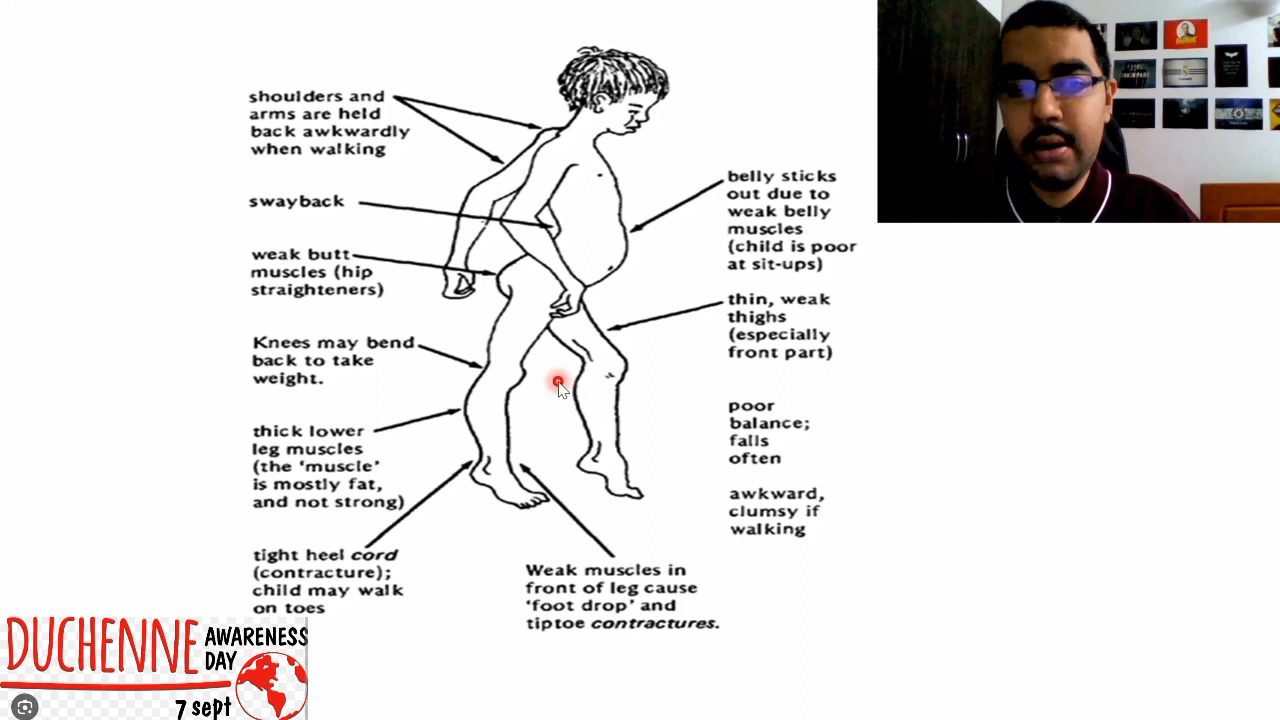 shoulders and
arms are held
back awkwardly
when walking
swayback
weak butt
muscles (hip
straighteners)
Knees may bend
back to take
weight.
thick lower
leg muscles
(the 'muscle'
is mostly fat,
and not strong)
tight heel cord
(contracture);
child may walk
on toes
Weak muscles in
front of leg cause
'foot drop' and
tiptoe contractures.
belly sticks
out due to
weak belly
muscles
(child is poor
at sit-ups)
thin, weak
thighs
(especially
front part)
poor
balance;
falls
often
awkward,
clumsy if
walking
DUCHENNE AWARENESS
DAY
7 sept